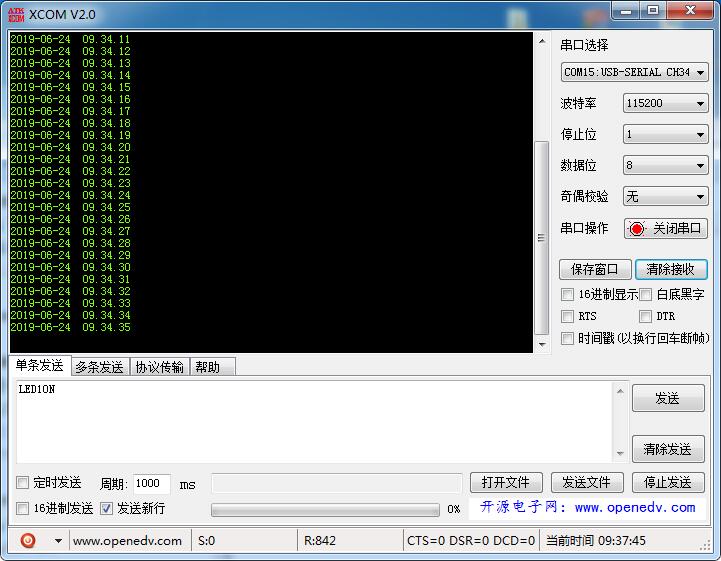 ATK
XCOM XCOM V2.0
2019-06-24 09.34.11
2019-06-24 09.34.12
2019-06-24 09.34.13
2019-06-24 09.34.14
2019-06-24 09.34.15
2019-06-24 09.34.16
2019-06-24 09.34.17
2019-06-24 09.34.18
2019-06-24 09.34.19
2019-06-24 09.34.20
2019-06-24 09.34.21
2019-06-24 09.34.22
2019-06-24 09.34.23
2019-06-24 09.34.24
2019-06-24 09.34.25
2019-06-24 09.34.26
2019-06-24 09.34.27
2019-06-24 09.34.28
2019-06-24 09.34.29
2019-06-24 09.34.30
2019-06-24 09.34.31
2019-06-24 09.34.32
2019-06-24 09.34.33
2019-06-24 09.34.34
2019-06-24 09.34.35
串口选择
COM15:USB-SERIAL CH34
波特率 115200
停止位 1
数据位 8
奇偶校验 无
串口操作 关闭串口
保存窗口 清除接收
16进制显示 白底黑字
RTS DTR
时间戳(以换行回车断帧)
单条发送 多条发送 协议传输 帮助
LED1ON
发送
清除发送
定时发送 周期: 1000 ms 打开文件 发送文件 停止发送
16进制发送 发送新行 0% 开源电子网：www.openedv.com
www.openedv.com S:0 R:842 CTS=0 DSR=0 DCD=0 当前时间 09:37:45